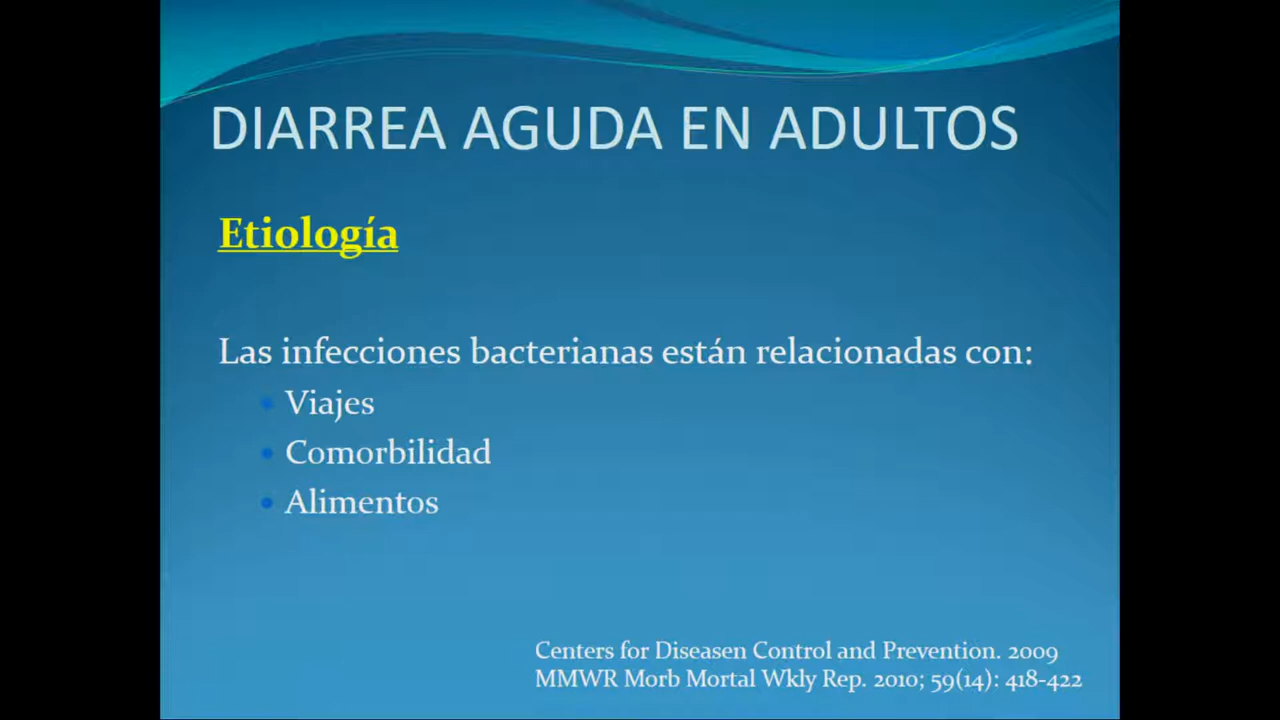 DIARREA AGUDA EN ADULTOS
Etiología
Las infecciones bacterianas están relacionadas con:
• Viajes
• Comorbilidad
• Alimentos
Centers for Diseasen Control and Prevention. 2009
MMWR Morb Mortal Wkly Rep. 2010; 59(14): 418-422